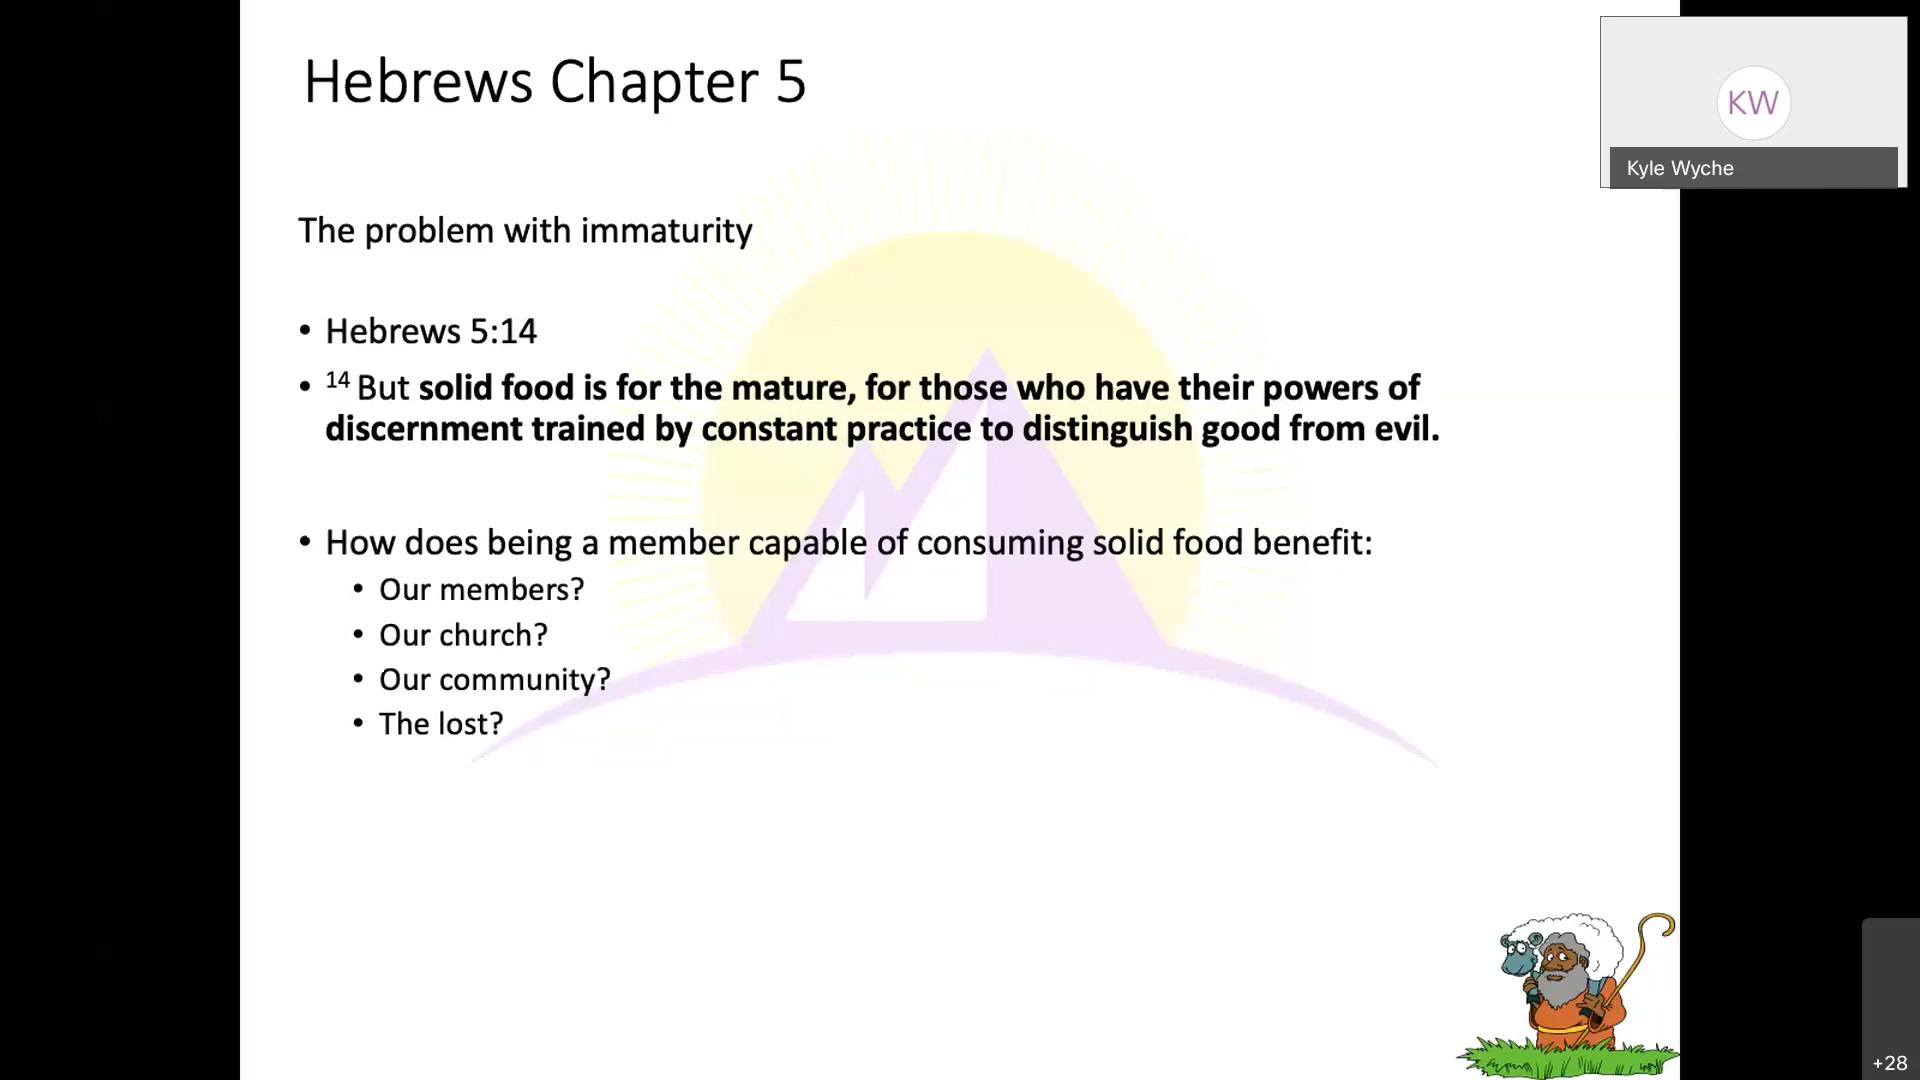 Hebrews Chapter 5
KW
Kyle Wyche
The problem with immaturity
• Hebrews 5:14
• 14 But solid food is for the mature, for those who have their powers of
discernment trained by constant practice to distinguish good from evil.
• How does being a member capable of consuming solid food benefit:
• Our members?
• Our church?
• Our community?
• The lost?
+28